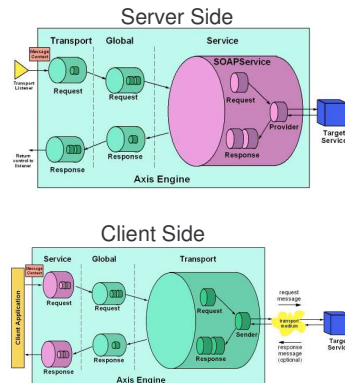 Server Side
Message
Context
Transport
Global
Service
SOAPService
Transport
Listener
Request
Request
Request
Provider
Target
Service
Return
control to
listener
Response
Response
Response
Axis Engine
Client Side
Client Application
Message
Context
Service
Global
Transport
Request
Request
Request
Sender
request
message
transport
medium
Target
Service
response
message
(optional)
Response
Response
Response
Axis Engine